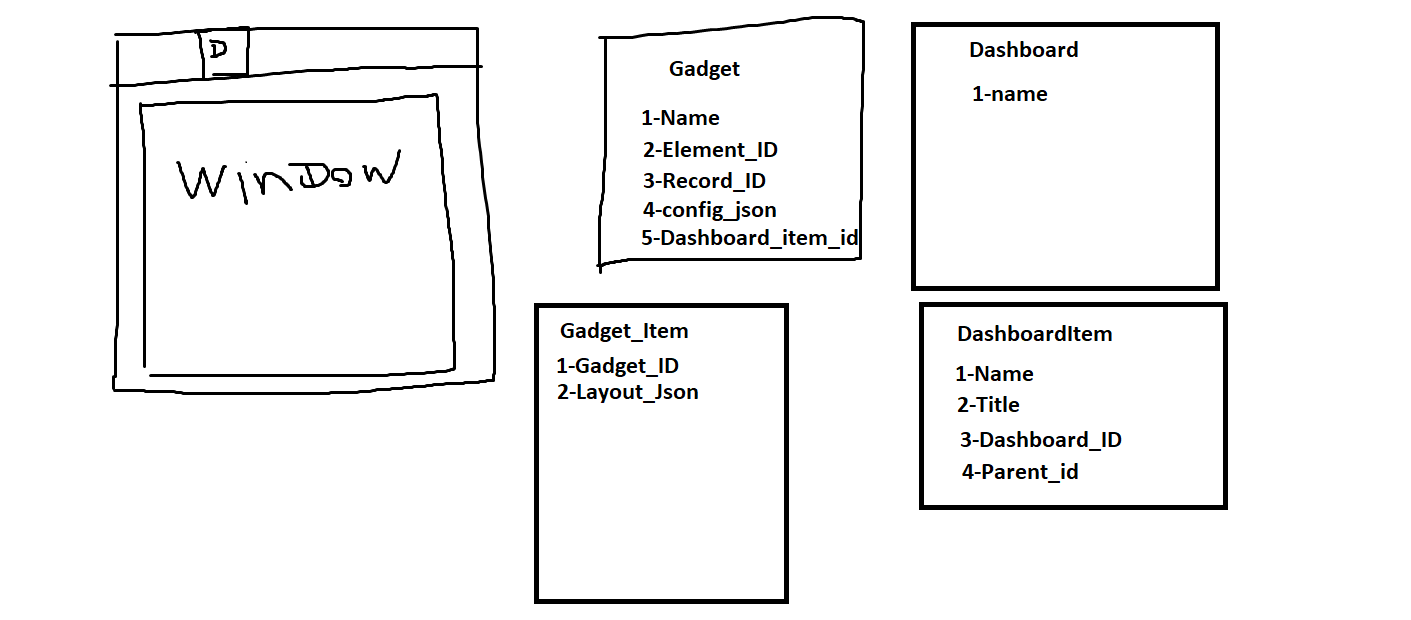 D
WinDoW
Gadget
1-Name
2-Element_ID
3-Record_ID
4-config_json
5-Dashboard_item_id
Dashboard
1-name
Gadget_Item
1-Gadget_ID
2-Layout_Json
DashboardItem
1-Name
2-Title
3-Dashboard_ID
4-Parent_id